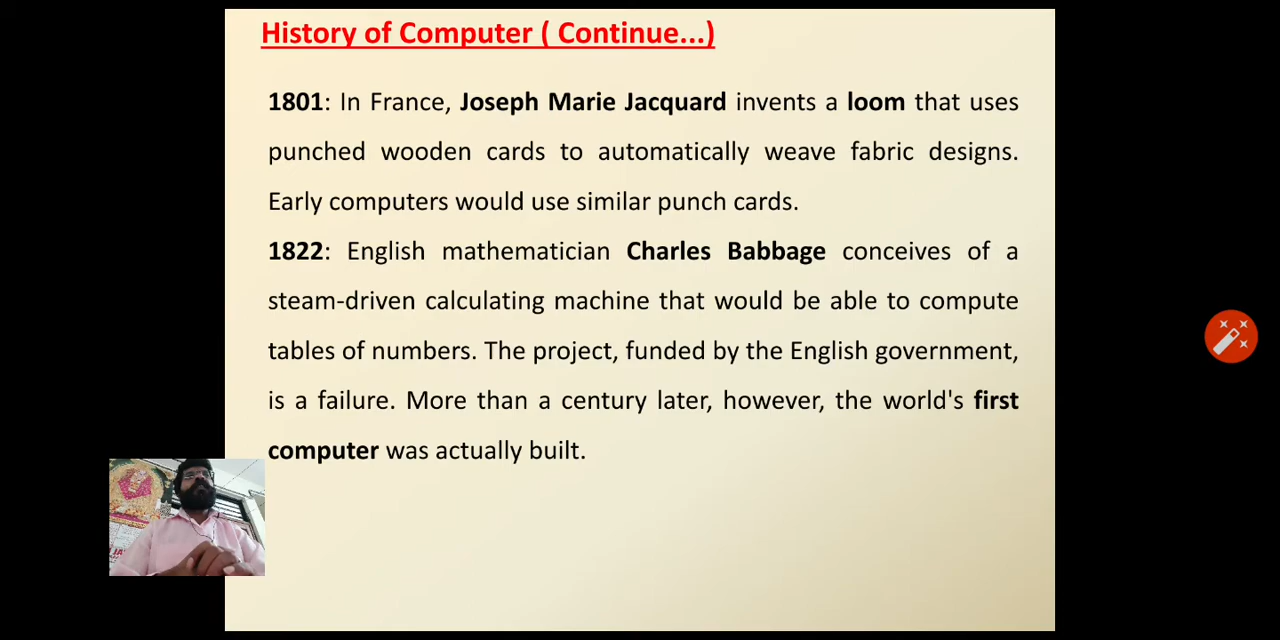 History of Computer ( Continue...)
1801: In France, Joseph Marie Jacquard invents a loom that uses
punched wooden cards to automatically weave fabric designs.
Early computers would use similar punch cards.
1822: English mathematician Charles Babbage conceives of a
steam-driven calculating machine that would be able to compute
tables of numbers. The project, funded by the English government,
is a failure. More than a century later, however, the world's first
computer was actually built.